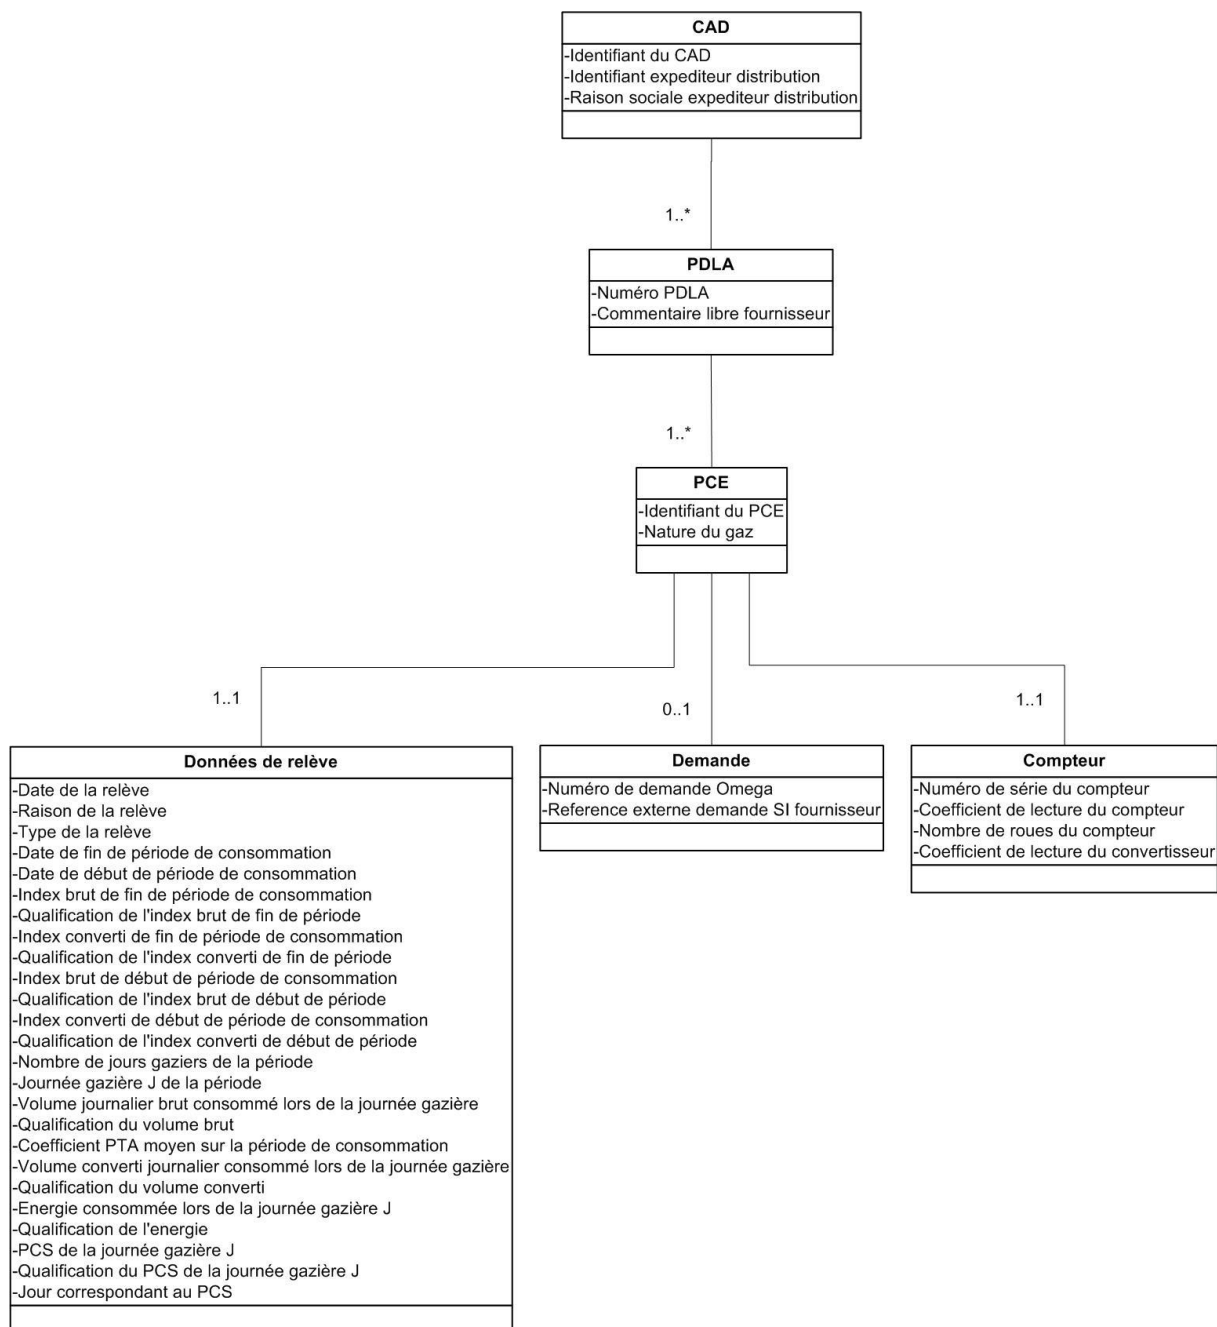 CAD
-Identifiant du CAD
-Identifiant expediteur distribution
-Raison sociale expediteur distribution
1..*
PDLA
-Numéro PDLA
-Commentaire libre fournisseur
1..*
PCE
-Identifiant du PCE
-Nature du gaz
1..1
0..1
1..1
Données de relève
-Date de la relève
-Raison de la relève
-Type de la relève
-Date de fin de période de consommation
-Date de début de période de consommation
-Index brut de fin de période de consommation
-Qualification de l'index brut de fin de période
-Index converti de fin de période de consommation
-Qualification de l'index converti de fin de période
-Index brut de début de période de consommation
-Qualification de l'index brut de début de période
-Index converti de début de période de consommation
-Qualification de l'index converti de début de période
-Nombre de jours gaziers de la période
-Journée gazière J de la période
-Volume journalier brut consommé lors de la journée gazière
-Qualification du volume brut
-Coefficient PTA moyen sur la période de consommation
-Volume converti journalier consommé lors de la journée gazière
-Qualification du volume converti
-Energie consommée lors de la journée gazière J
-Qualification de l'energie
-PCS de la journée gazière J
-Qualification du PCS de la journée gazière J
-Jour correspondant au PCS
Demande
-Numéro de demande Omega
-Reference externe demande SI fournisseur
Compteur
-Numéro de série du compteur
-Coefficient de lecture du compteur
-Nombre de roues du compteur
-Coefficient de lecture du convertisseur